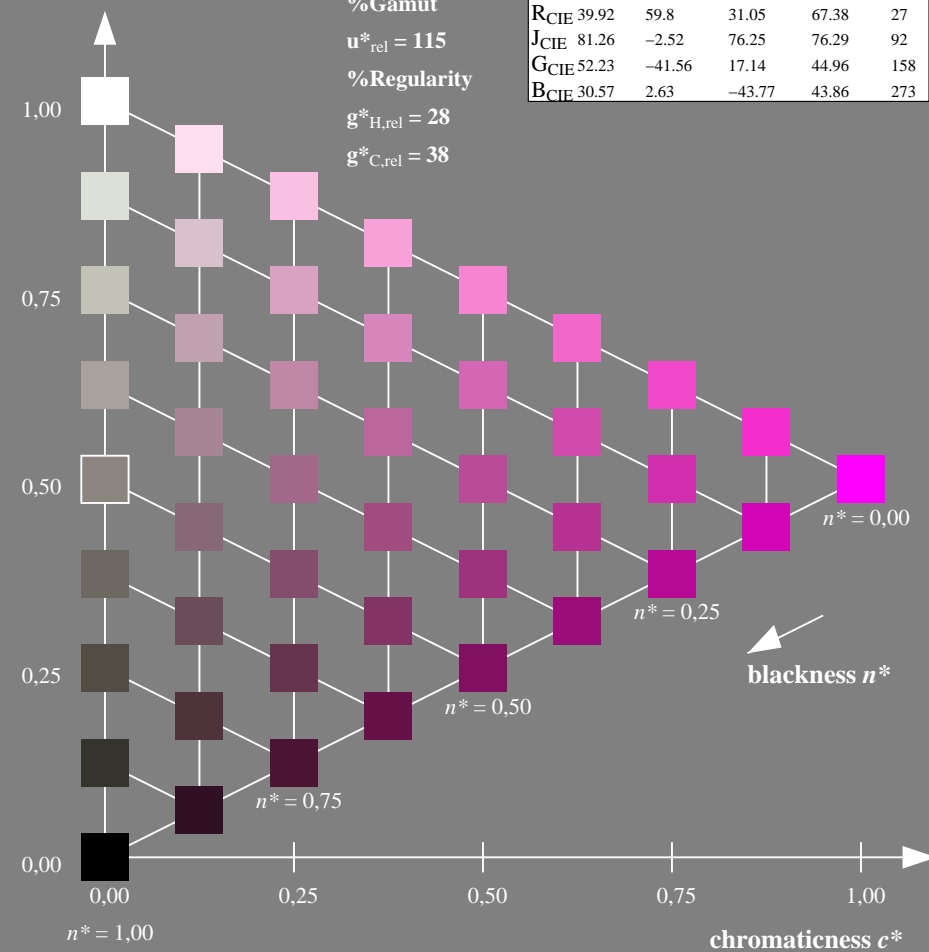 %Gamut
u*rel = 115
%Regularity
g*H,rel = 28
g*C,rel = 38
RCIE 39.92 59.8 31.05 67.38 27
JCIE 81.26 −2.52 76.25 76.29 92
GCIE 52.23 −41.56 17.14 44.96 158
BCIE 30.57 2.63 −43.77 43.86 273
1,00
0,75
0,50
0,25
0,00
n* = 0,00
n* = 0,25
blackness n*
n* = 0,50
n* = 0,75
0,00 0,25 0,50 0,75 1,00
n* = 1,00
chromaticness c*